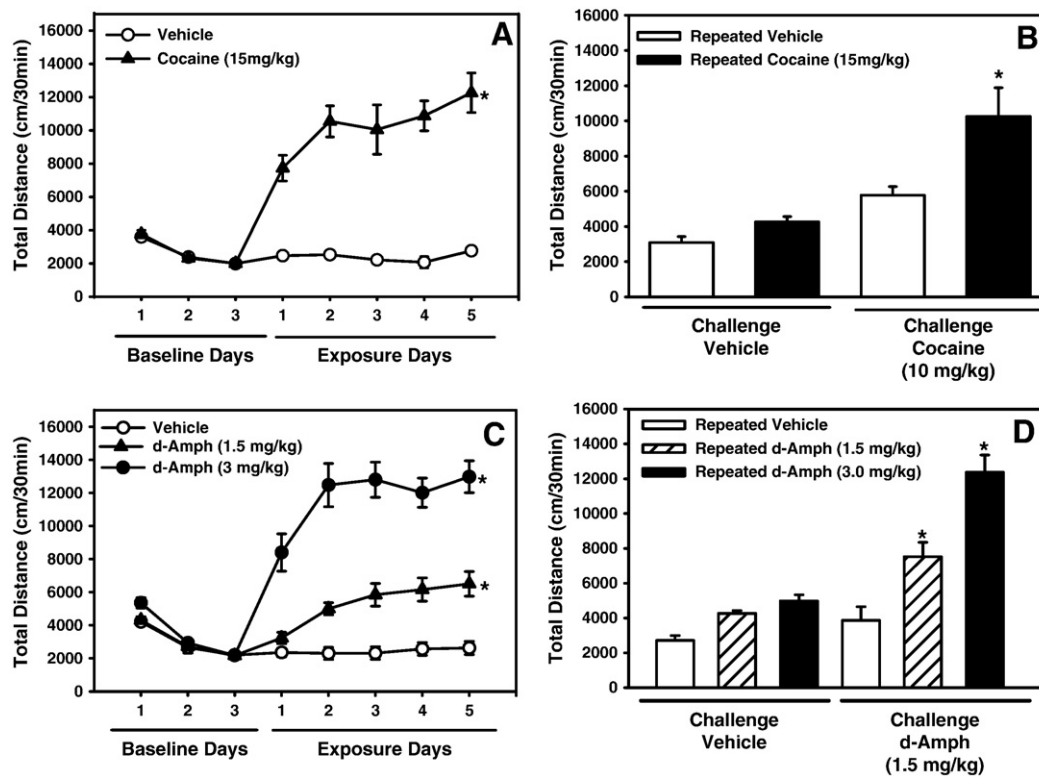 A
Vehicle
Cocaine (15mg/kg)
Total Distance (cm/30min)
16000
14000
12000
10000
8000
6000
4000
2000
0
*
1 2 3 1 2 3 4 5
Baseline Days Exposure Days
B
Repeated Vehicle
Repeated Cocaine (15mg/kg)
Total Distance (cm/30min)
16000
14000
12000
10000
8000
6000
4000
2000
0
*
Challenge
Vehicle
Challenge
Cocaine
(10 mg/kg)
C
Vehicle
d-Amph (1.5 mg/kg)
d-Amph (3 mg/kg)
Total Distance (cm/30min)
16000
14000
12000
10000
8000
6000
4000
2000
0
*
*
1 2 3 1 2 3 4 5
Baseline Days Exposure Days
D
Repeated Vehicle
Repeated d-Amph (1.5 mg/kg)
Repeated d-Amph (3.0 mg/kg)
Total Distance (cm/30min)
16000
14000
12000
10000
8000
6000
4000
2000
0
*
*
Challenge
Vehicle
Challenge
d-Amph
(1.5 mg/kg)